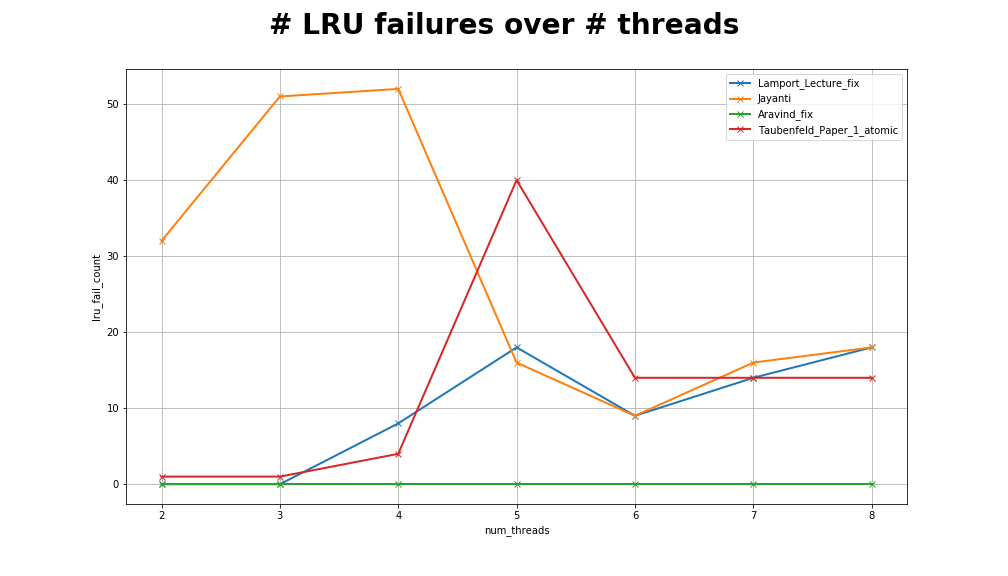 # LRU failures over # threads
Lamport_Lecture_fix
Jayanti
Aravind_fix
Taubenfeld_Paper_1_atomic
lru_fail_count
50
40
30
20
10
0
2 3 4 5 6 7 8
num_threads